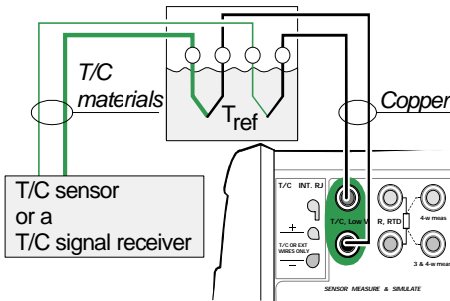 T/C
materials
Tref
Copper
T/C sensor
or a
T/C signal receiver
T/C INT. RJ
+
T/C OR EXT
WIRES ONLY
−
T/C, Low V
R, RTD
4-w meas
3 & 4-w meas
SENSOR MEASURE & SIMULATE